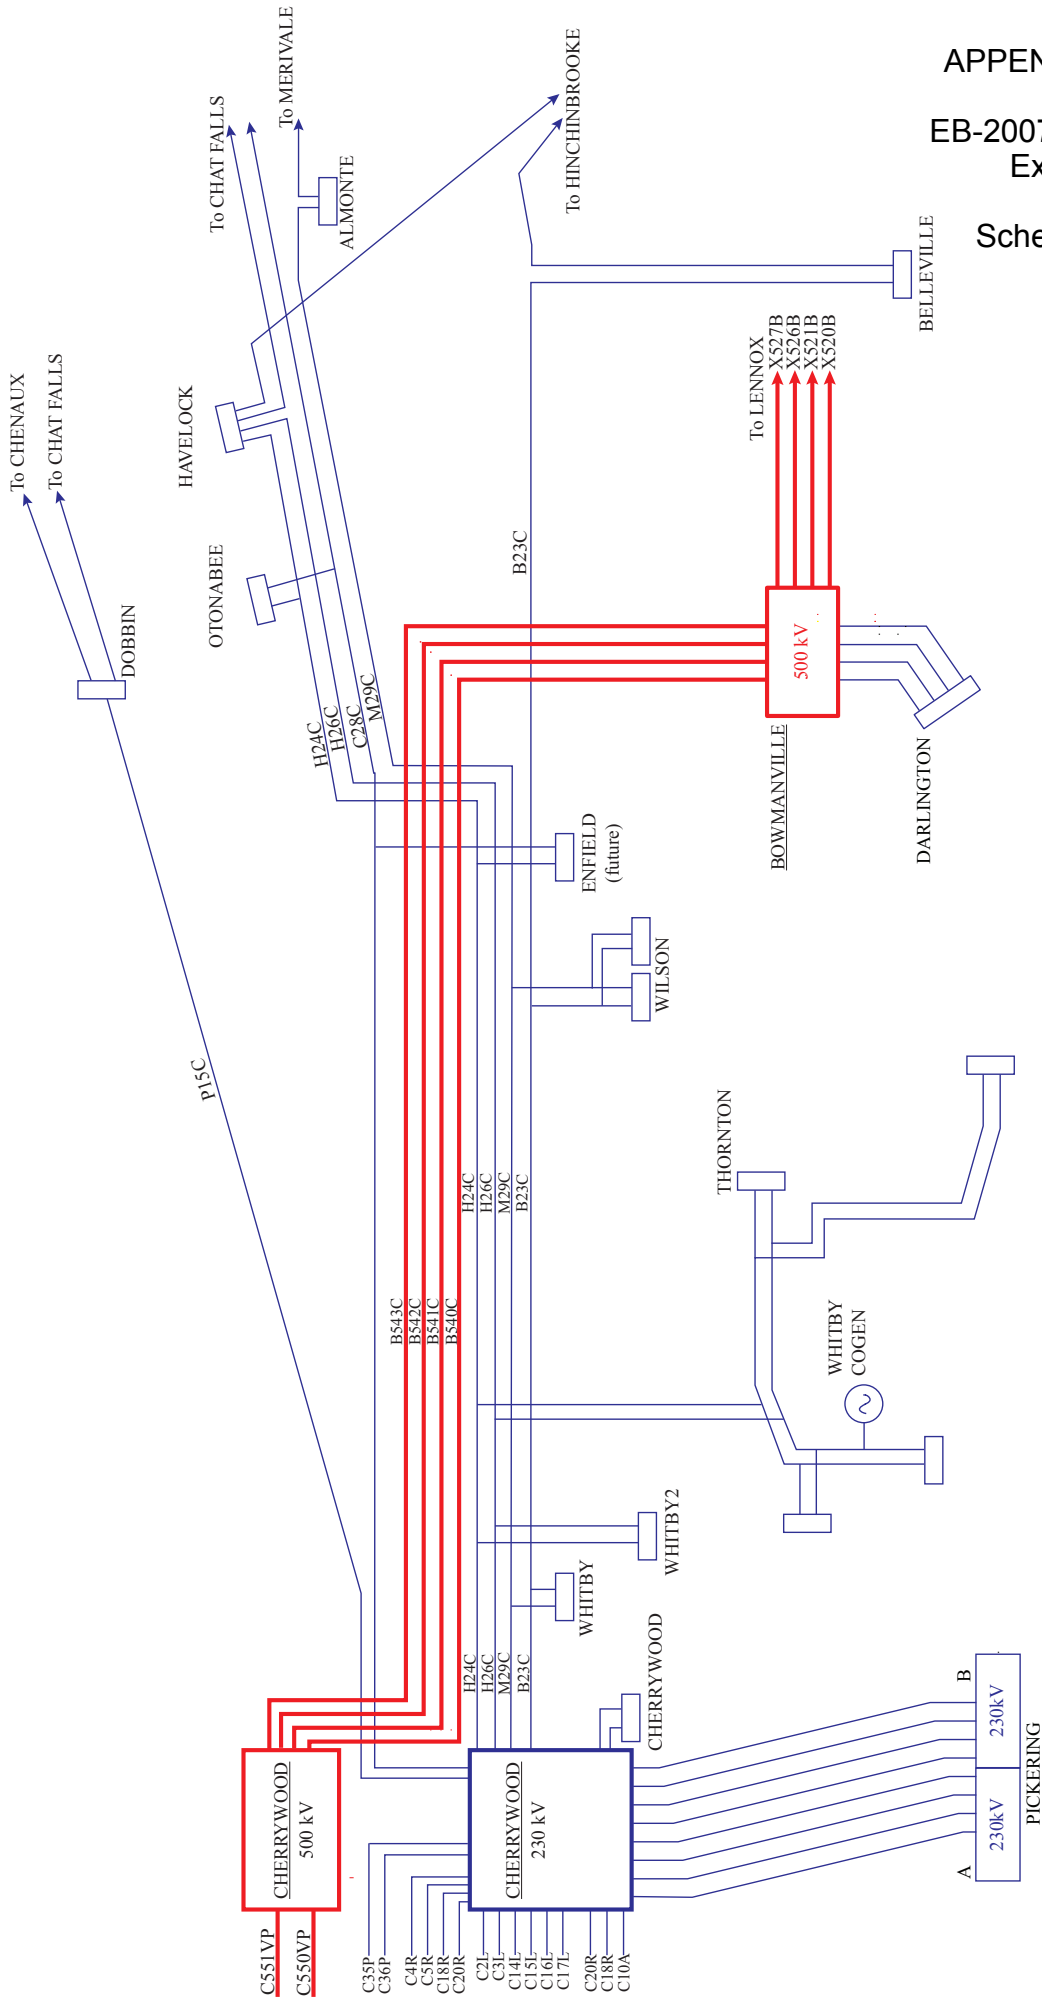 APPEN
EB-2007
Ex
Sche
To CHENAUX
To CHAT FALLS
DOBBIN
P15C
To CHAT FALLS
To MERIVALE
ALMONTE
To HINCHINBROOKE
HAVELOCK
OTONABEE
H24C
H26C
C28C
M29C
B23C
BELLEVILLE
To LENNOX
X527B
X526B
X521B
X520B
500 kV
BOWMANVILLE
DARLINGTON
ENFIELD
(future)
WILSON
H24C
H26C
M29C
B23C
B543C
B542C
B541C
B540C
THORNTON
WHITBY
COGEN
WHITBY2
WHITBY
H24C
H26C
M29C
B23C
CHERRYWOOD
CHERRYWOOD
500 kV
CHERRYWOOD
230 kV
C551VP
C550VP
C35P
C36P
C4R
C5R
C18R
C20R
C2L
C3L
C14L
C15L
C16L
C17L
C20R
C18R
C10A
A
B
230kV
230kV
PICKERING